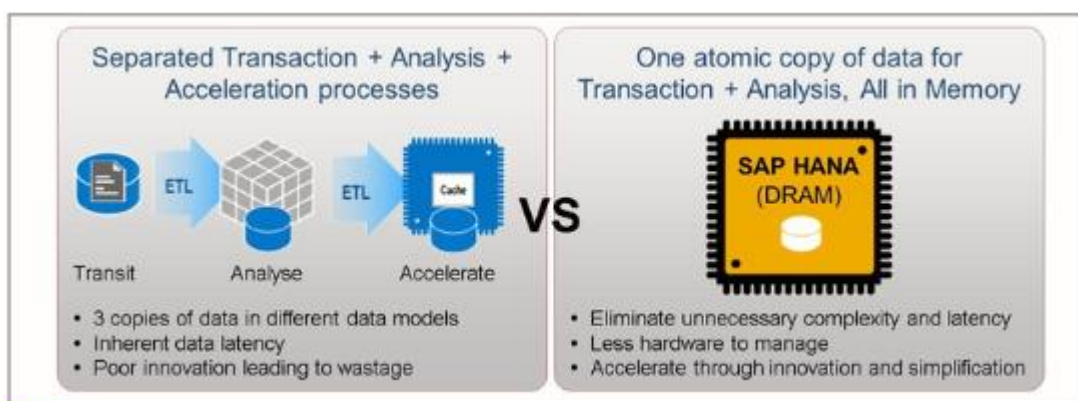 Separated Transaction + Analysis +
Acceleration processes
ETL
ETL
Cache
Transit
Analyse
Accelerate
• 3 copies of data in different data models
• Inherent data latency
• Poor innovation leading to wastage
VS
One atomic copy of data for
Transaction + Analysis, All in Memory
SAP HANA
(DRAM)
• Eliminate unnecessary complexity and latency
• Less hardware to manage
• Accelerate through innovation and simplification